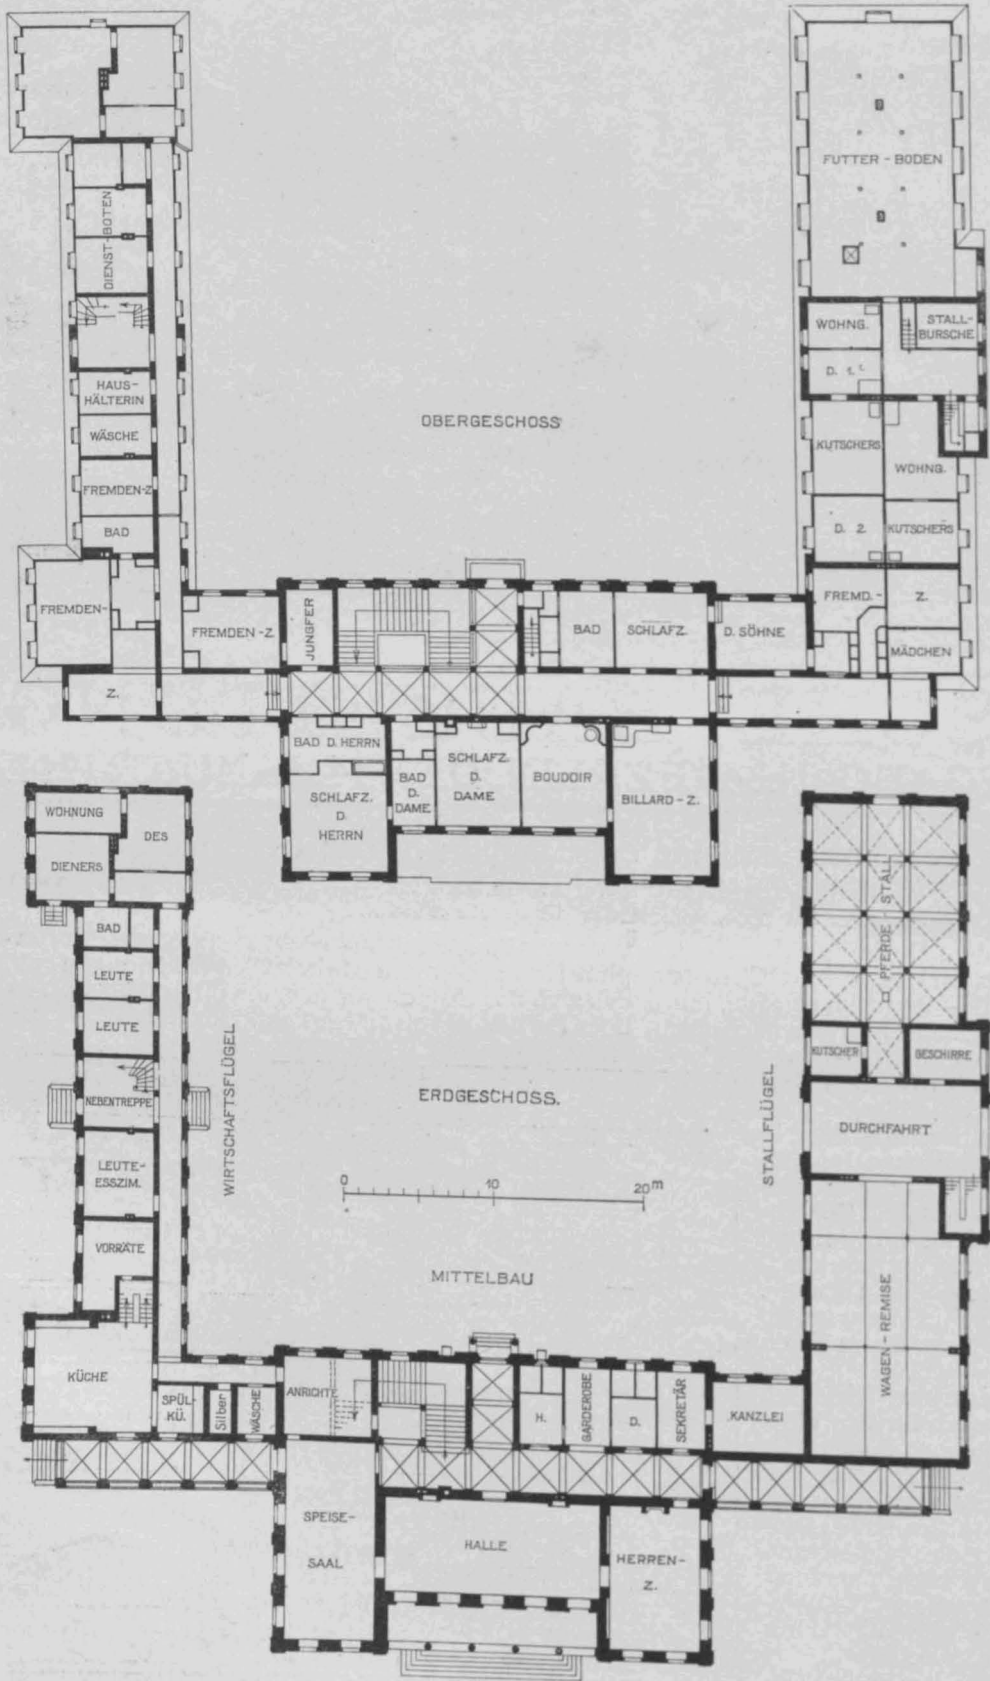 FUTTER-BODEN
DIENST-BOTEN
WOHNG.
STALL-
BURSCHE
D. 1.
HAUS-
HÄLTERIN
OBERGESCHOSS
WÄSCHE
KUTSCHERS
WOHNG.
FREMDEN-Z
BAD
D. 2.
KUTSCHERS
FREMDEN-
FREMDEN-Z.
JUNGFER
BAD
SCHLAFZ.
D. SÖHNE
FREMD.-
Z.
MÄDCHEN
Z.
BAD D. HERRN
SCHLAFZ.
D.
HERRN
BAD
D.
DAME
SCHLAFZ.
D.
DAME
BOUDOIR
BILLARD-Z.
WOHNUNG
DES
DIENERS
BAD
LEUTE
LEUTE
NEBENTREPPE
LEUTE-
ESSZIM.
VORRÄTE
KÜCHE
WIRTSCHAFTSFLÜGEL
ERDGESCHOSS.
0 10 20 m
MITTELBAU
STALLFLÜGEL
PFERDE-STALL
KUTSCHER
GESCHIRRE
DURCHFAHRT
WAGEN-REMISE
SPÜL-
KÜ.
Silber
WÄSCHE
ANRICHTE
H.
GARDEROBE
D.
SEKRETÄR
KANZLEI
SPEISE-
SAAL
HALLE
HERREN-
Z.